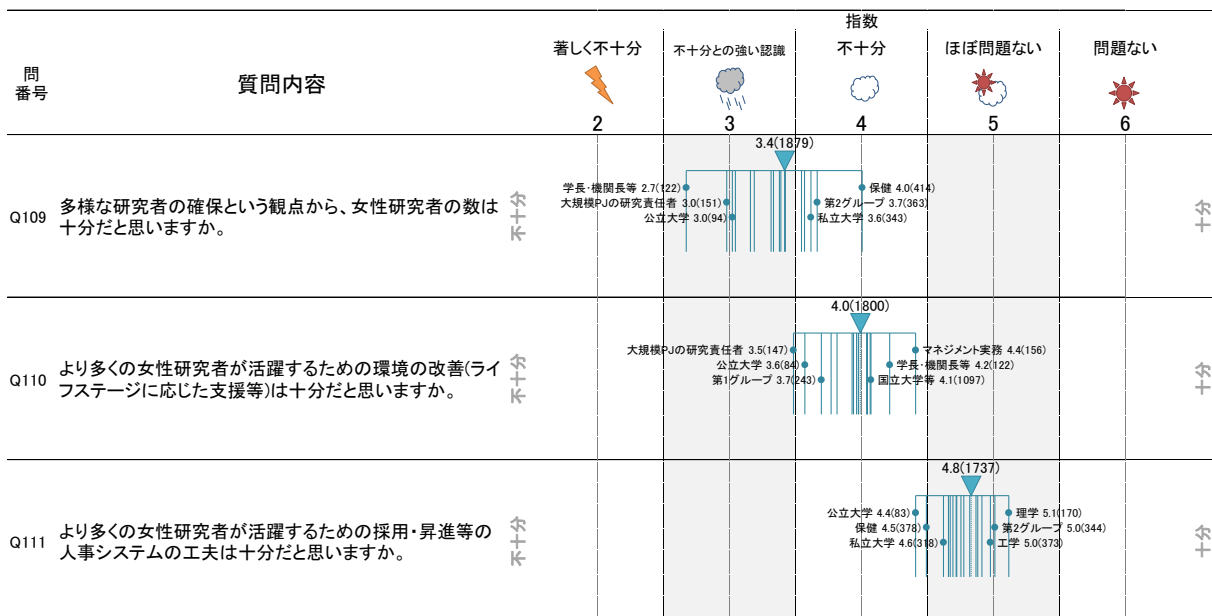 指数
著しく不十分 不十分との強い認識 不十分 ほぼ問題ない 問題ない
問
番号
質問内容
2 3 4 5 6
3.4(1879)
学長・機関長等 2.7(122) 保健 4.0(414)
大規模PJの研究責任者 3.0(151) 第2グループ 3.7(363)
公立大学 3.0(94) 私立大学 3.6(343)
Q109 多様な研究者の確保という観点から、女性研究者の数は
十分だと思いますか。
不十分 十分
4.0(1800)
大規模PJの研究責任者 3.5(147) マネジメント実務 4.4(156)
公立大学 3.6(84) 学長・機関長等 4.2(122)
第1グループ 3.7(243) 国立大学等 4.1(1097)
Q110 より多くの女性研究者が活躍するための環境の改善(ライ
フステージに応じた支援等)は十分だと思いますか。
不十分 十分
4.8(1737)
公立大学 4.4(83) 理学 5.1(170)
保健 4.5(378) 第2グループ 5.0(344)
私立大学 4.6(318) 工学 5.0(373)
Q111 より多くの女性研究者が活躍するための採用・昇進等の
人事システムの工夫は十分だと思いますか。
不十分 十分